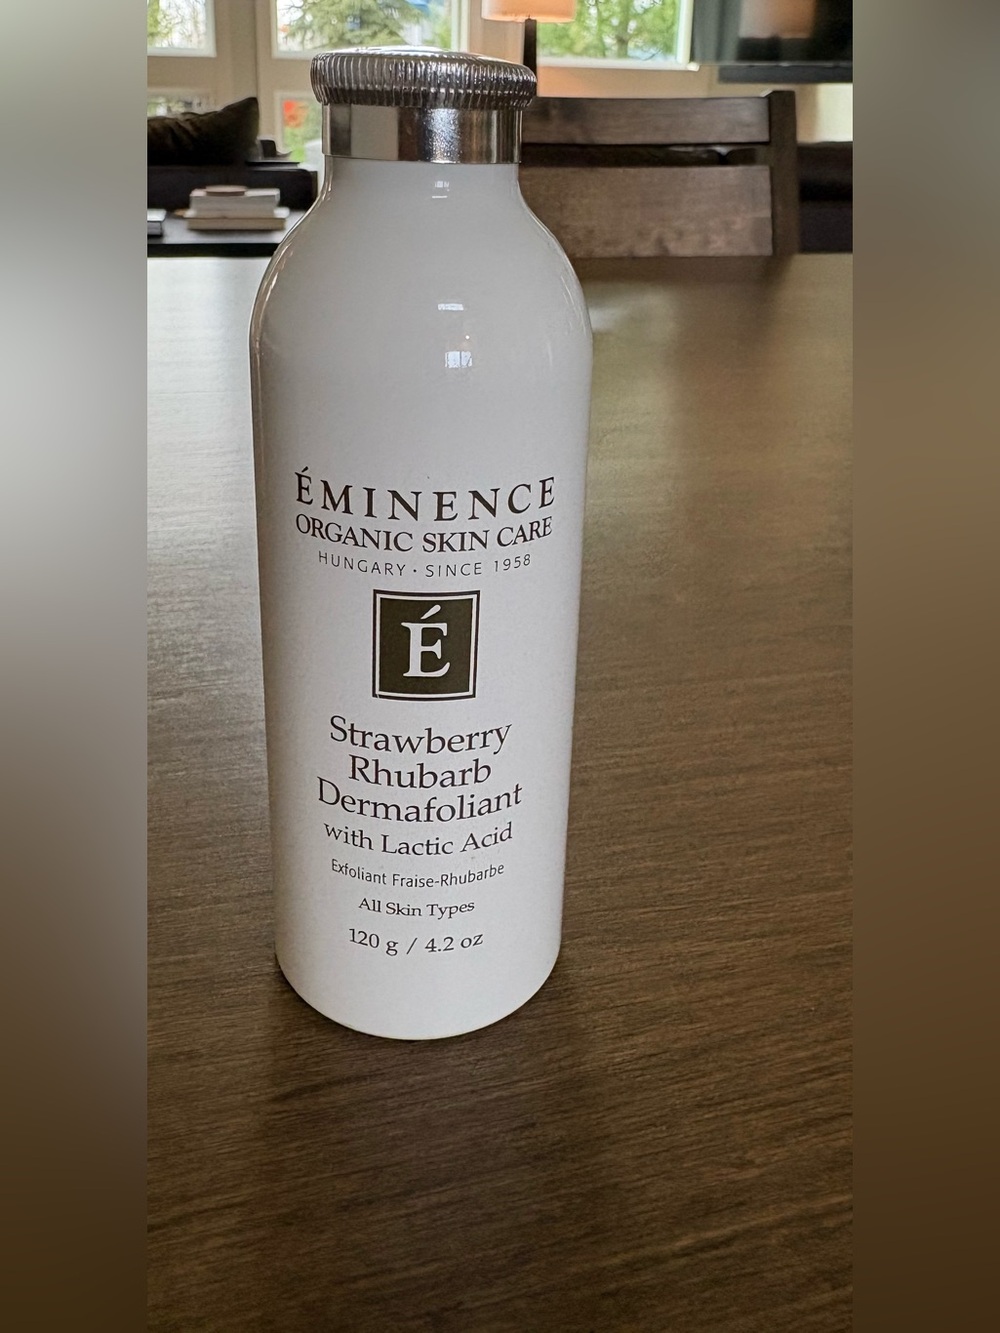 ÉMINENCE
ORGANIC SKIN CARE
HUNGARY · SINCE 1958
É
Strawberry
Rhubarb
Dermafoliant
with Lactic Acid
Exfoliant Fraise-Rhubarbe
All Skin Types
120 g / 4.2 oz